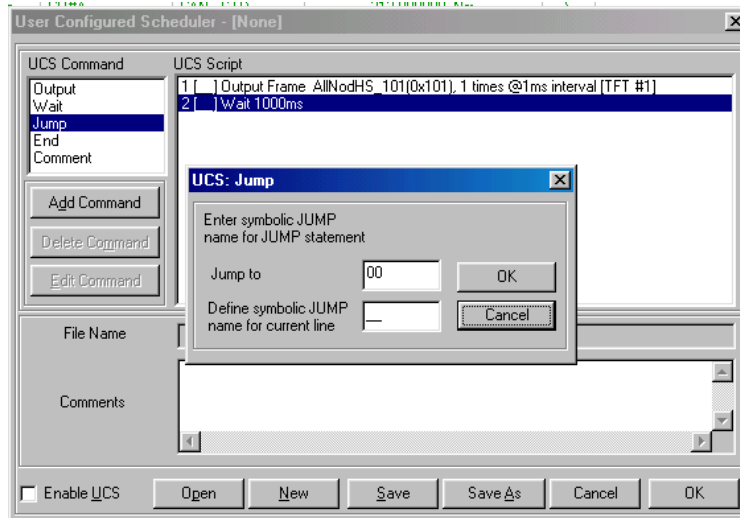 User Configured Scheduler - [None]
UCS Command
UCS Script
Output
Wait
Jump
End
Comment
1 [__] Output Frame AllNodHS_101(0x101), 1 times @1ms interval [TFT #1]
2 [__] Wait 1000ms
Add Command
Delete Command
Edit Command
UCS: Jump
Enter symbolic JUMP
name for JUMP statement
Jump to
00
OK
Define symbolic JUMP
name for current line
__
Cancel
File Name
Comments
Enable UCS
Open
New
Save
Save As
Cancel
OK